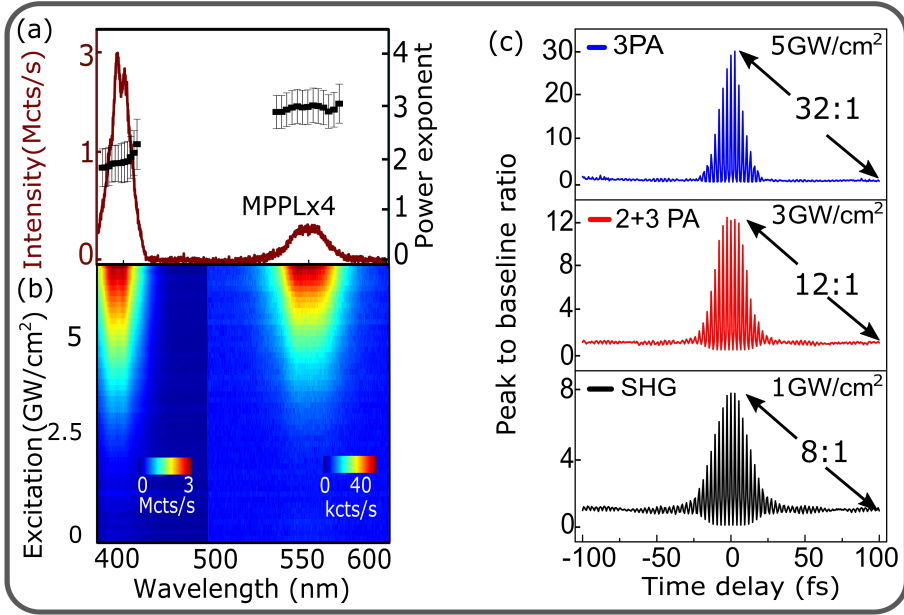 (a)
Intensity(Mcts/s)
3
1
0
MPPLx4
4
3
2
1
0
Power exponent
(b)
Excitation(GW/cm²)
5
2.5
0
0 3
Mcts/s
0 40
kcts/s
400 500 550 600
Wavelength (nm)
(c)
Peak to baseline ratio
3PA
5GW/cm²
32:1
30
20
10
0
2+3 PA
3GW/cm²
12:1
12
8
4
0
SHG
1GW/cm²
8:1
8
4
0
-100 -50 0 50 100
Time delay (fs)